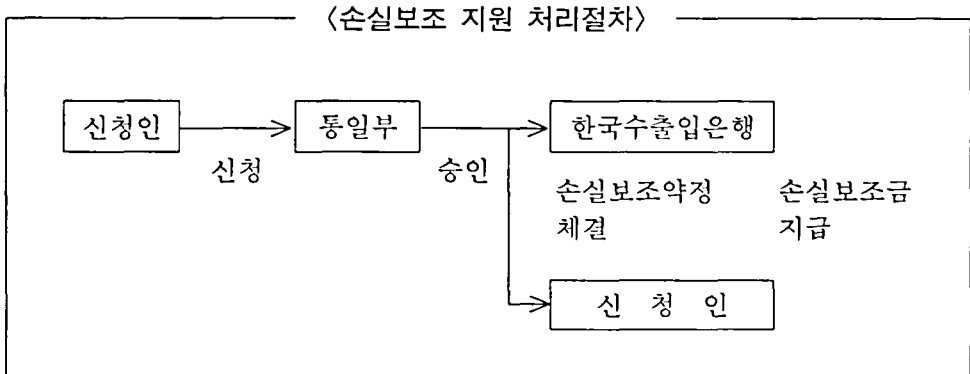 〈손실보조 지원 처리절차〉
신청인 통일부 한국수출입은행
신청 승인
손실보조약정 손실보조금
체결 지급
신 청 인